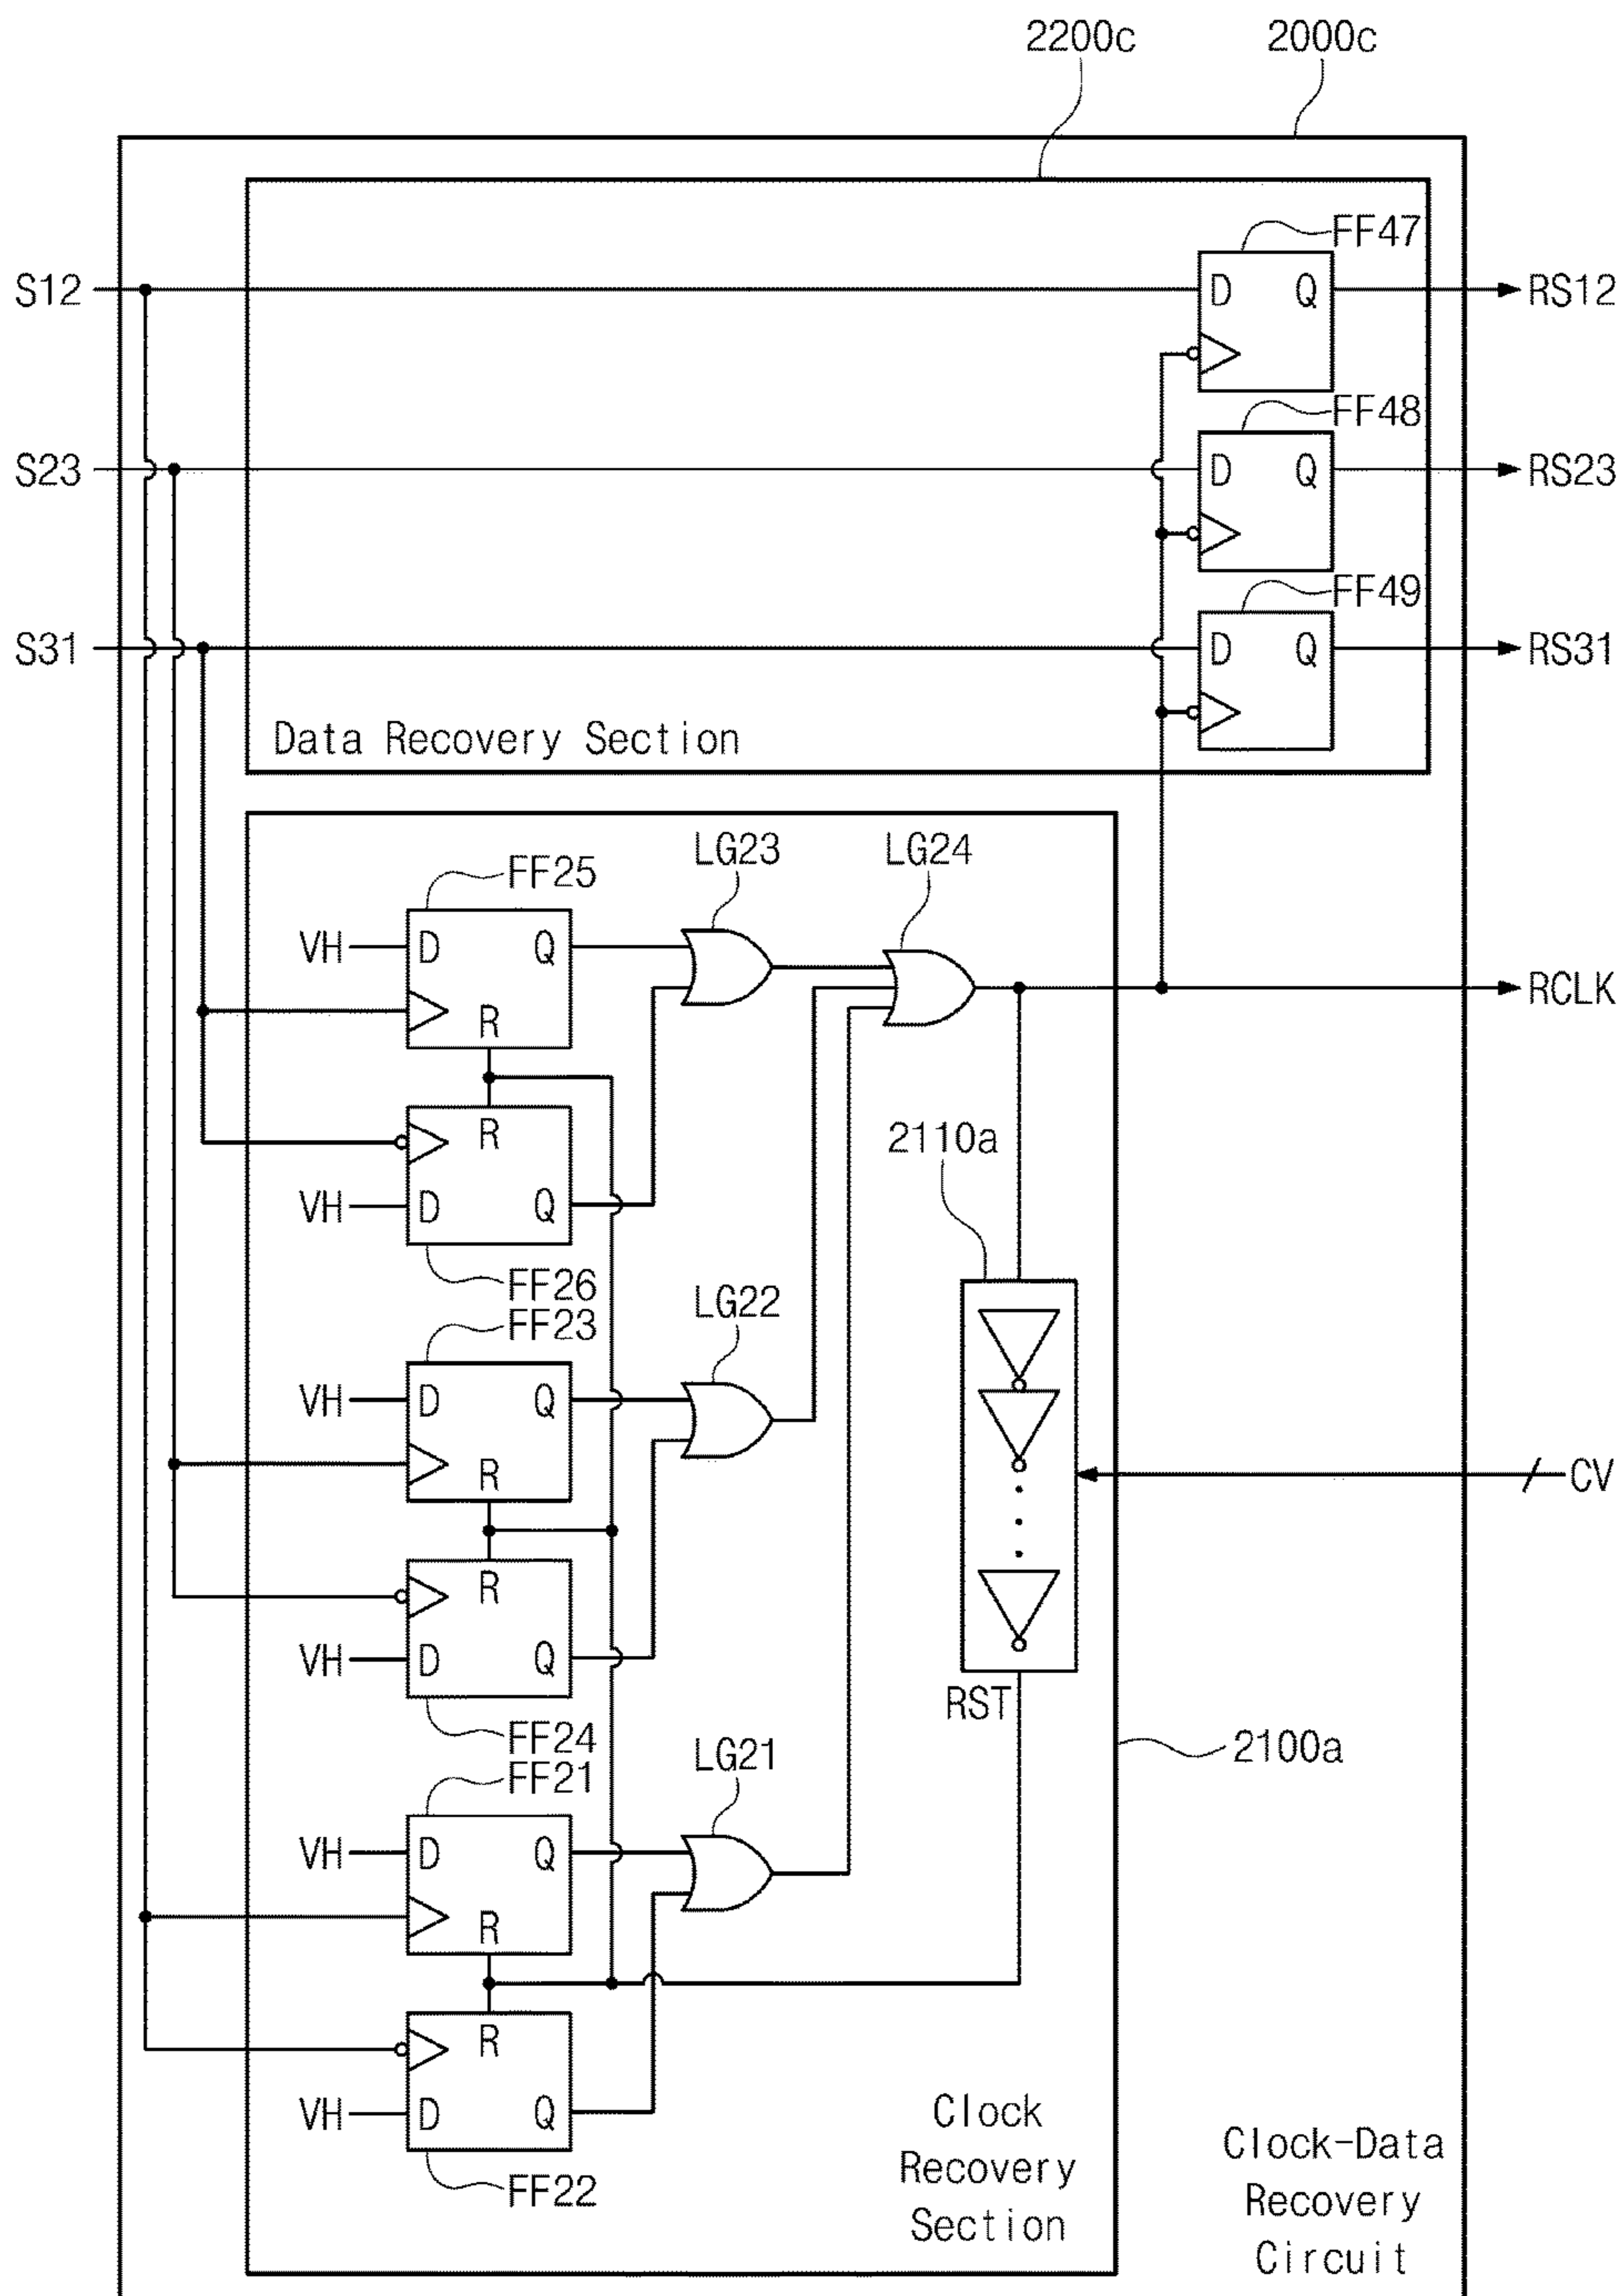 2200c 2000c
FF47
S12 D Q RS12
FF48
S23 D Q RS23
FF49
S31 D Q RS31
Data Recovery Section
LG23 LG24
FF25
VH D Q
R
RCLK
R
2110a
VH D Q
FF26
LG22
FF23
VH D Q
R
CV
R
VH D Q
RST
FF24
2100a
LG21
FF21
VH D Q
R
R
VH D Q
FF22
Clock
Recovery
Section
Clock-Data
Recovery
Circuit